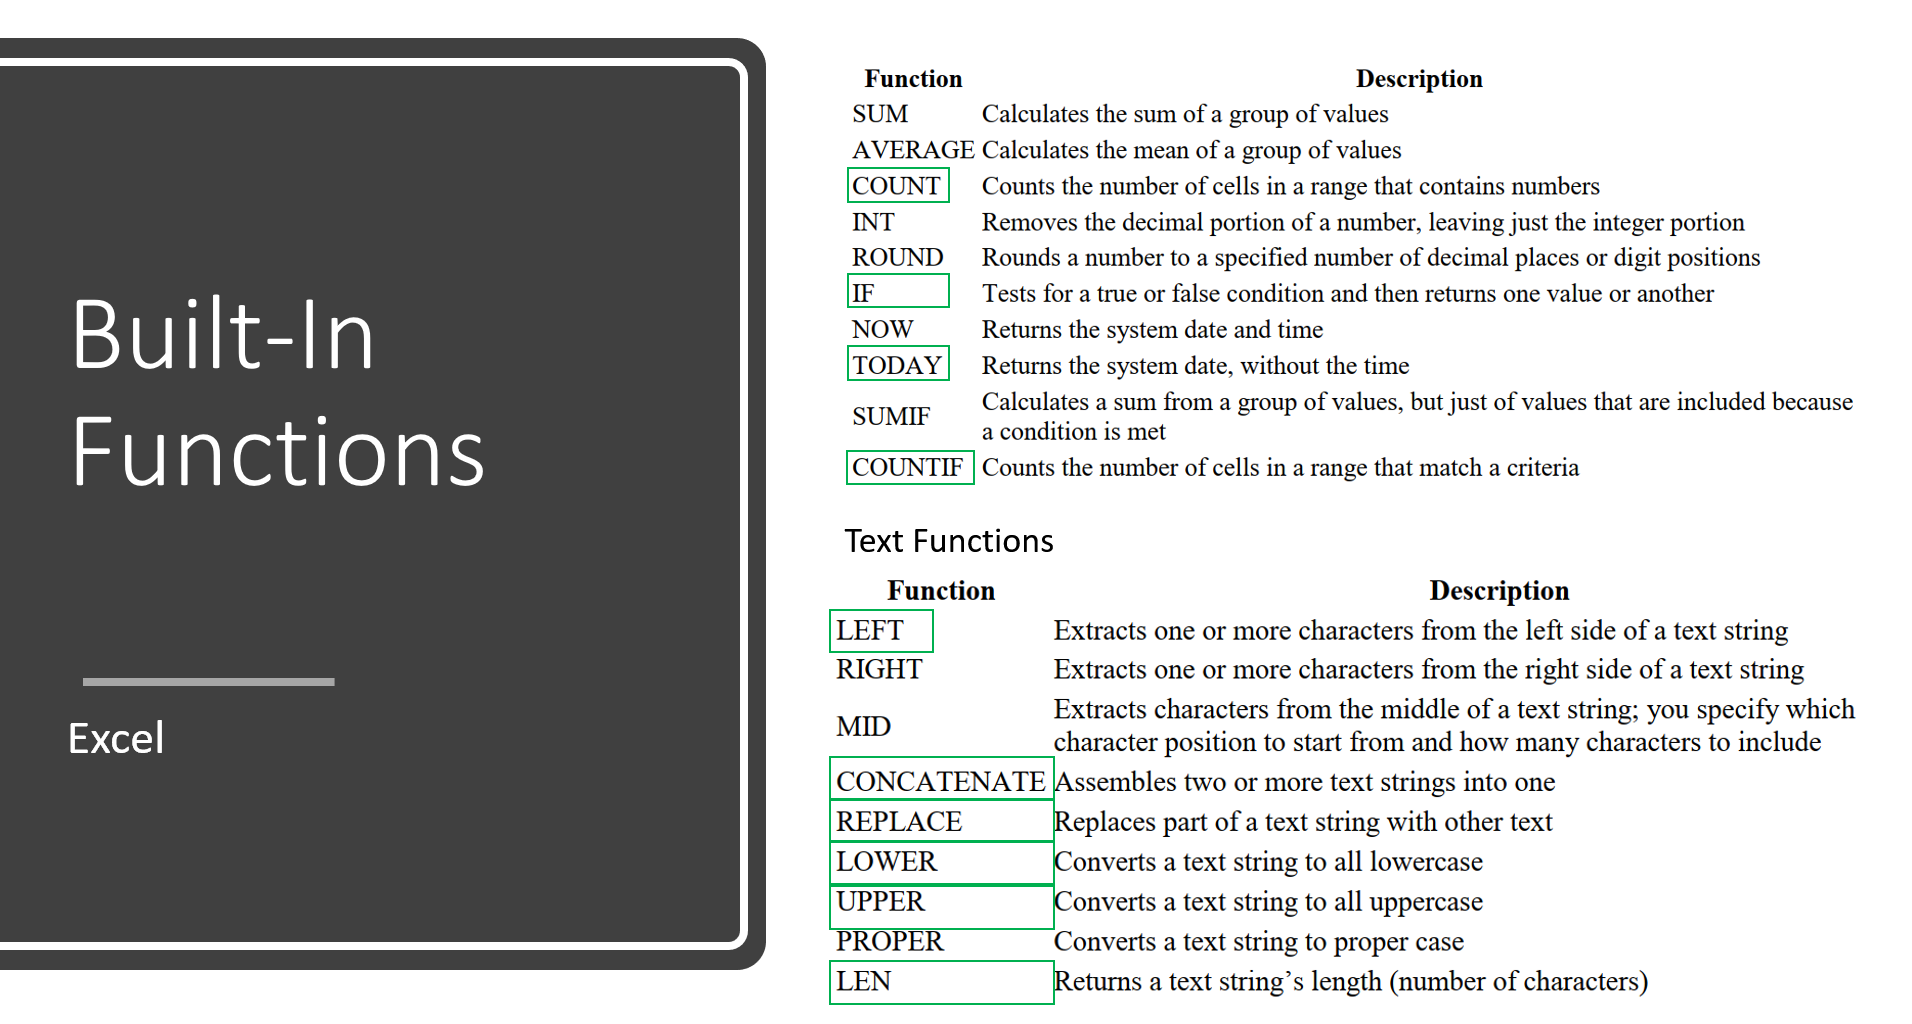 Built-In
Functions
Excel
Function Description
SUM Calculates the sum of a group of values
AVERAGE Calculates the mean of a group of values
COUNT Counts the number of cells in a range that contains numbers
INT Removes the decimal portion of a number, leaving just the integer portion
ROUND Rounds a number to a specified number of decimal places or digit positions
IF Tests for a true or false condition and then returns one value or another
NOW Returns the system date and time
TODAY Returns the system date, without the time
SUMIF Calculates a sum from a group of values, but just of values that are included because
a condition is met
COUNTIF Counts the number of cells in a range that match a criteria
Text Functions
Function Description
LEFT Extracts one or more characters from the left side of a text string
RIGHT Extracts one or more characters from the right side of a text string
MID Extracts characters from the middle of a text string; you specify which
character position to start from and how many characters to include
CONCATENATE Assembles two or more text strings into one
REPLACE Replaces part of a text string with other text
LOWER Converts a text string to all lowercase
UPPER Converts a text string to all uppercase
PROPER Converts a text string to proper case
LEN Returns a text string’s length (number of characters)